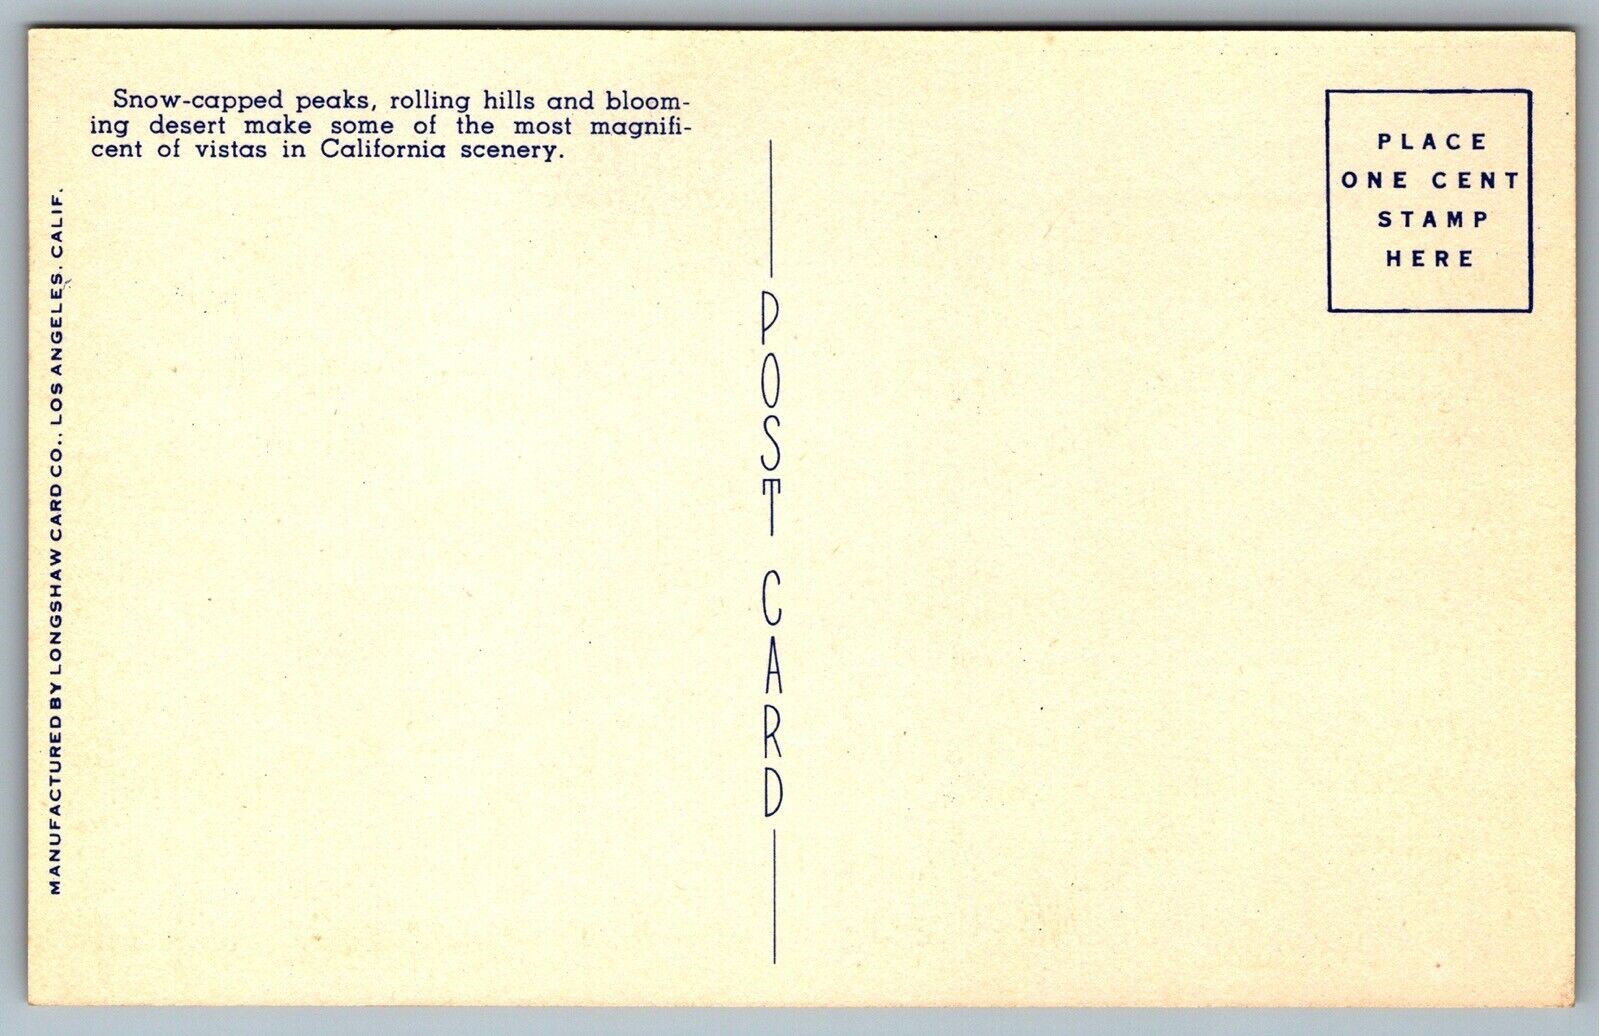 Snow-capped peaks, rolling hills and bloom-
ing desert make some of the most magnifi-
cent of vistas in California scenery.
MANUFACTURED BY LONGSHAW CARD CO., LOS ANGELES, CALIF.
POST CARD
PLACE
ONE CENT
STAMP
HERE